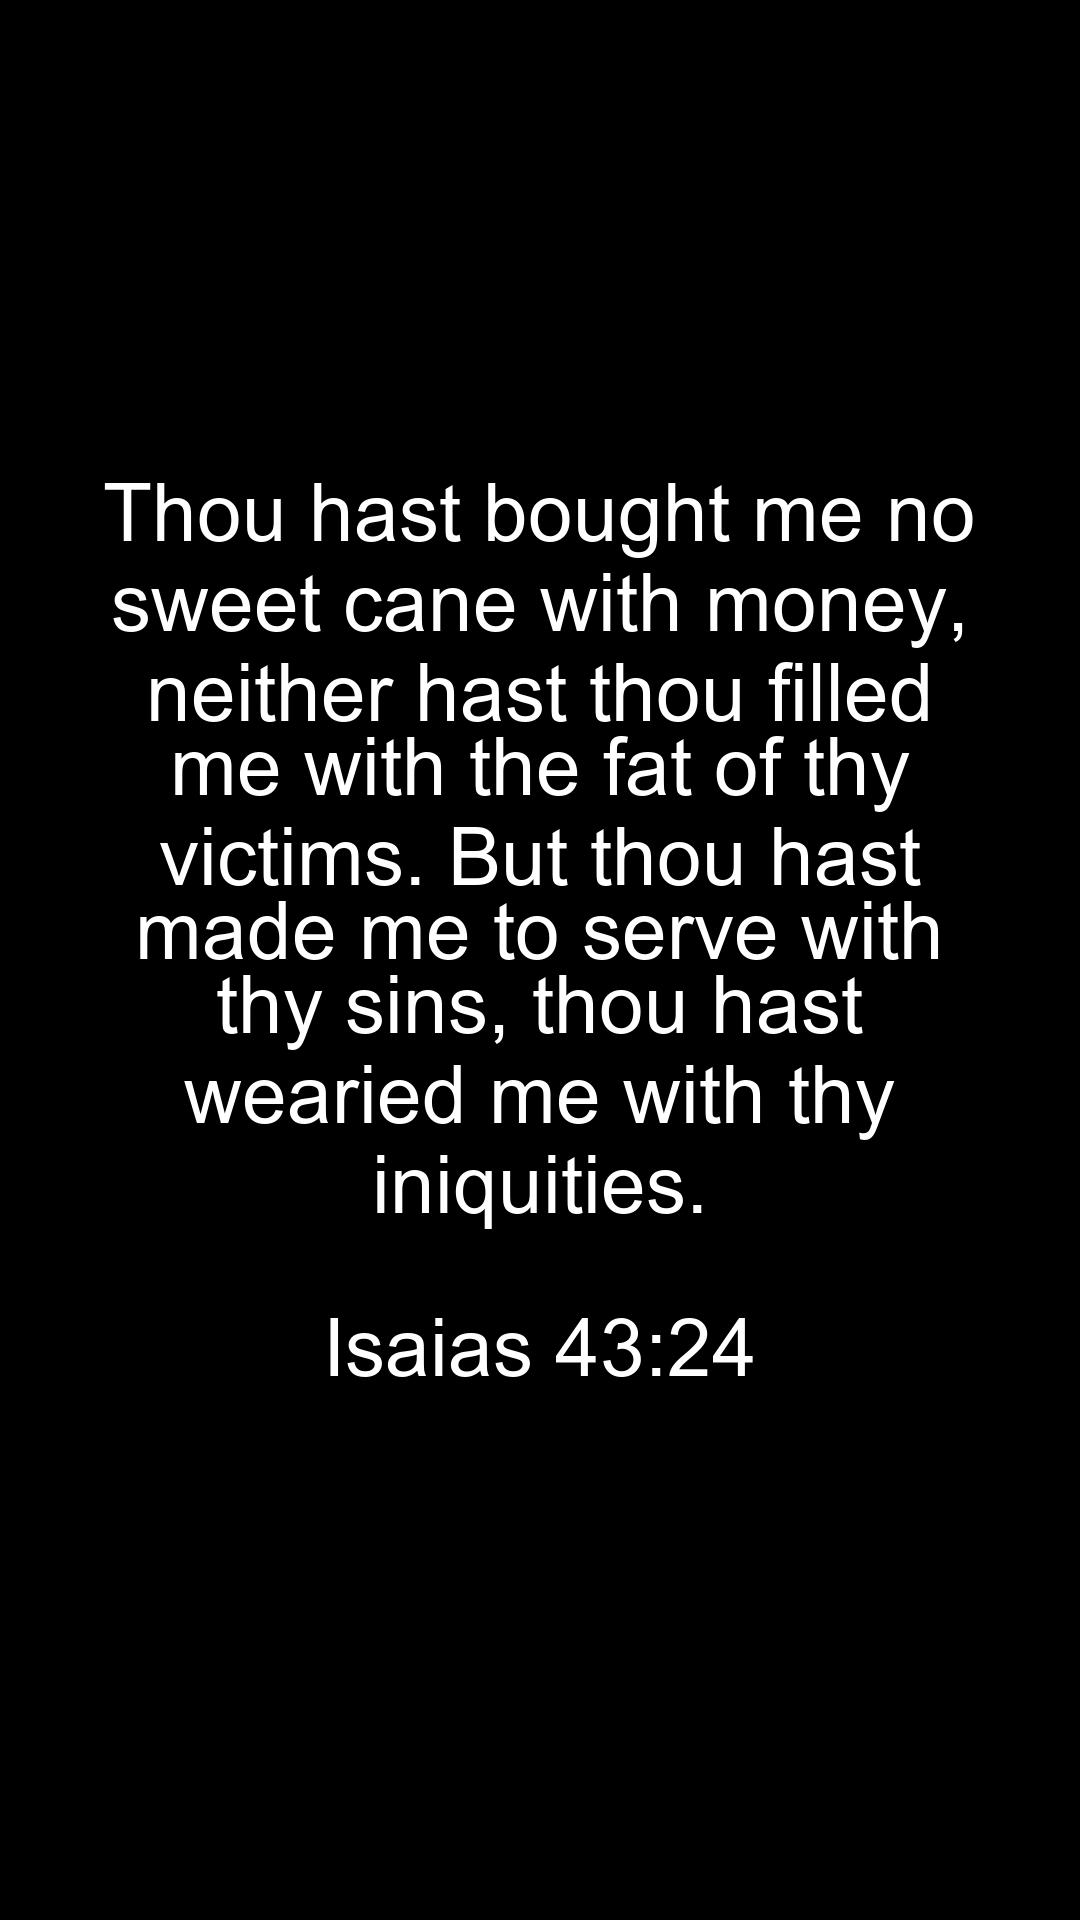 Thou hast bought me no
sweet cane with money,
neither hast thou filled
me with the fat of thy
victims. But thou hast
made me to serve with
thy sins, thou hast
wearied me with thy
iniquities.
Isaias 43:24